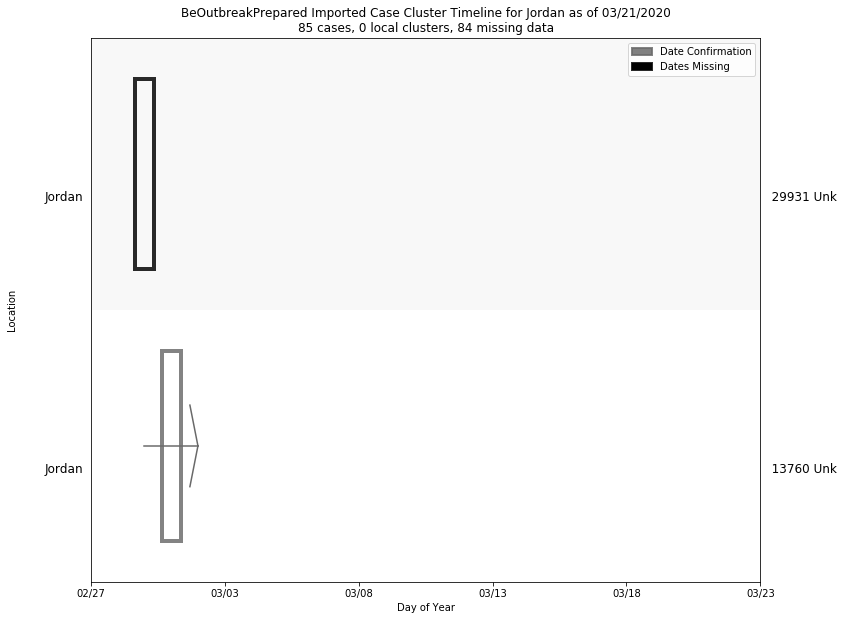 BeOutbreakPrepared Imported Case Cluster Timeline for Jordan as of 03/21/2020
85 cases, 0 local clusters, 84 missing data
Date Confirmation
Dates Missing
Jordan
29931 Unk
Location
Jordan
13760 Unk
02/27 03/03 03/08 03/13 03/18 03/23
Day of Year